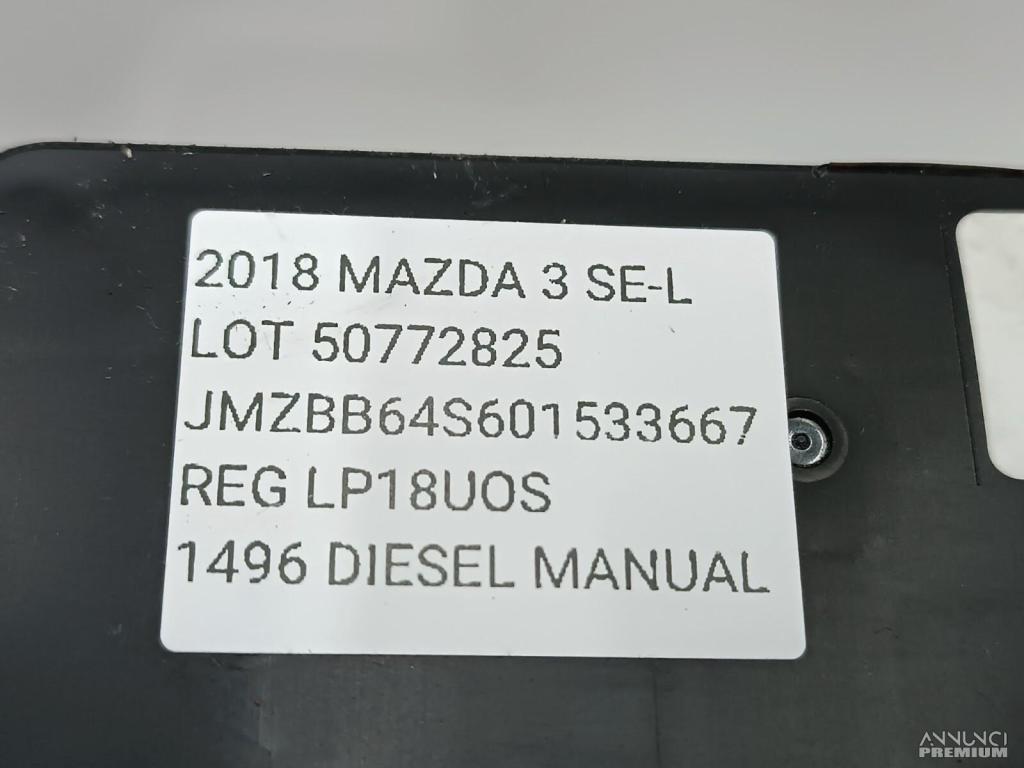 2018 MAZDA 3 SE-L
LOT 50772825
JMZBB64S601533667
REG LP18UOS
1496 DIESEL MANUAL
ANNUNCI
PREMIUM